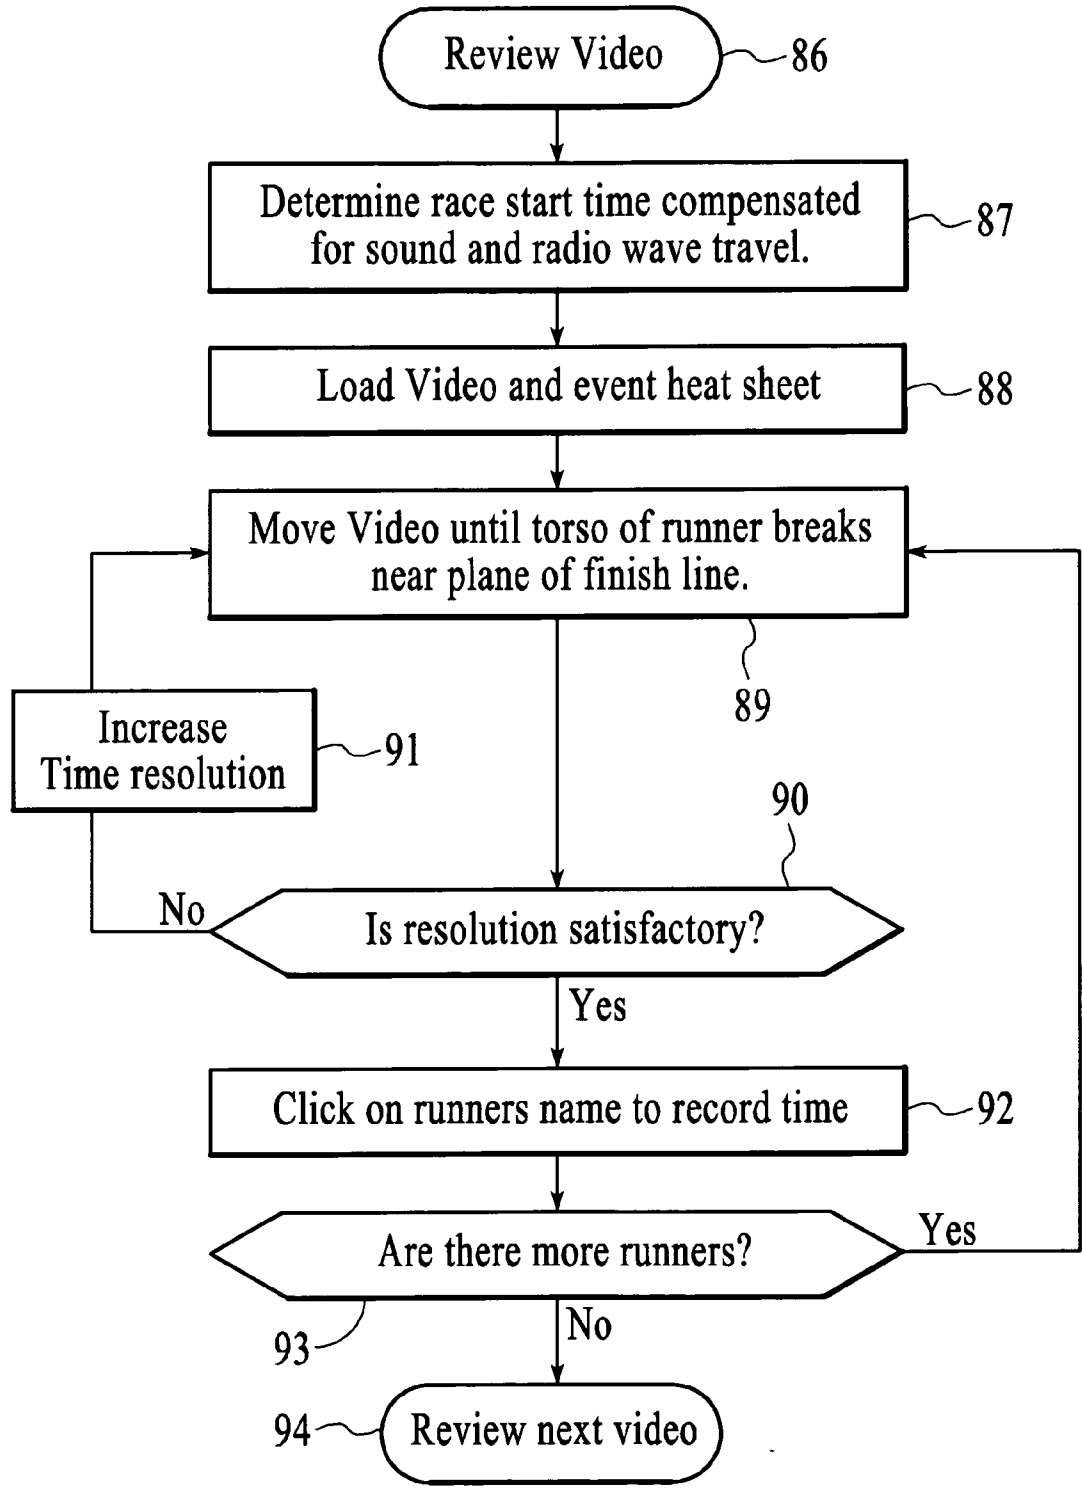 Review Video
86
Determine race start time compensated
for sound and radio wave travel.
87
Load Video and event heat sheet
88
Move Video until torso of runner breaks
near plane of finish line.
89
Increase
Time resolution
91
90
No
Is resolution satisfactory?
Yes
Click on runners name to record time
92
Are there more runners?
Yes
93
No
94
Review next video